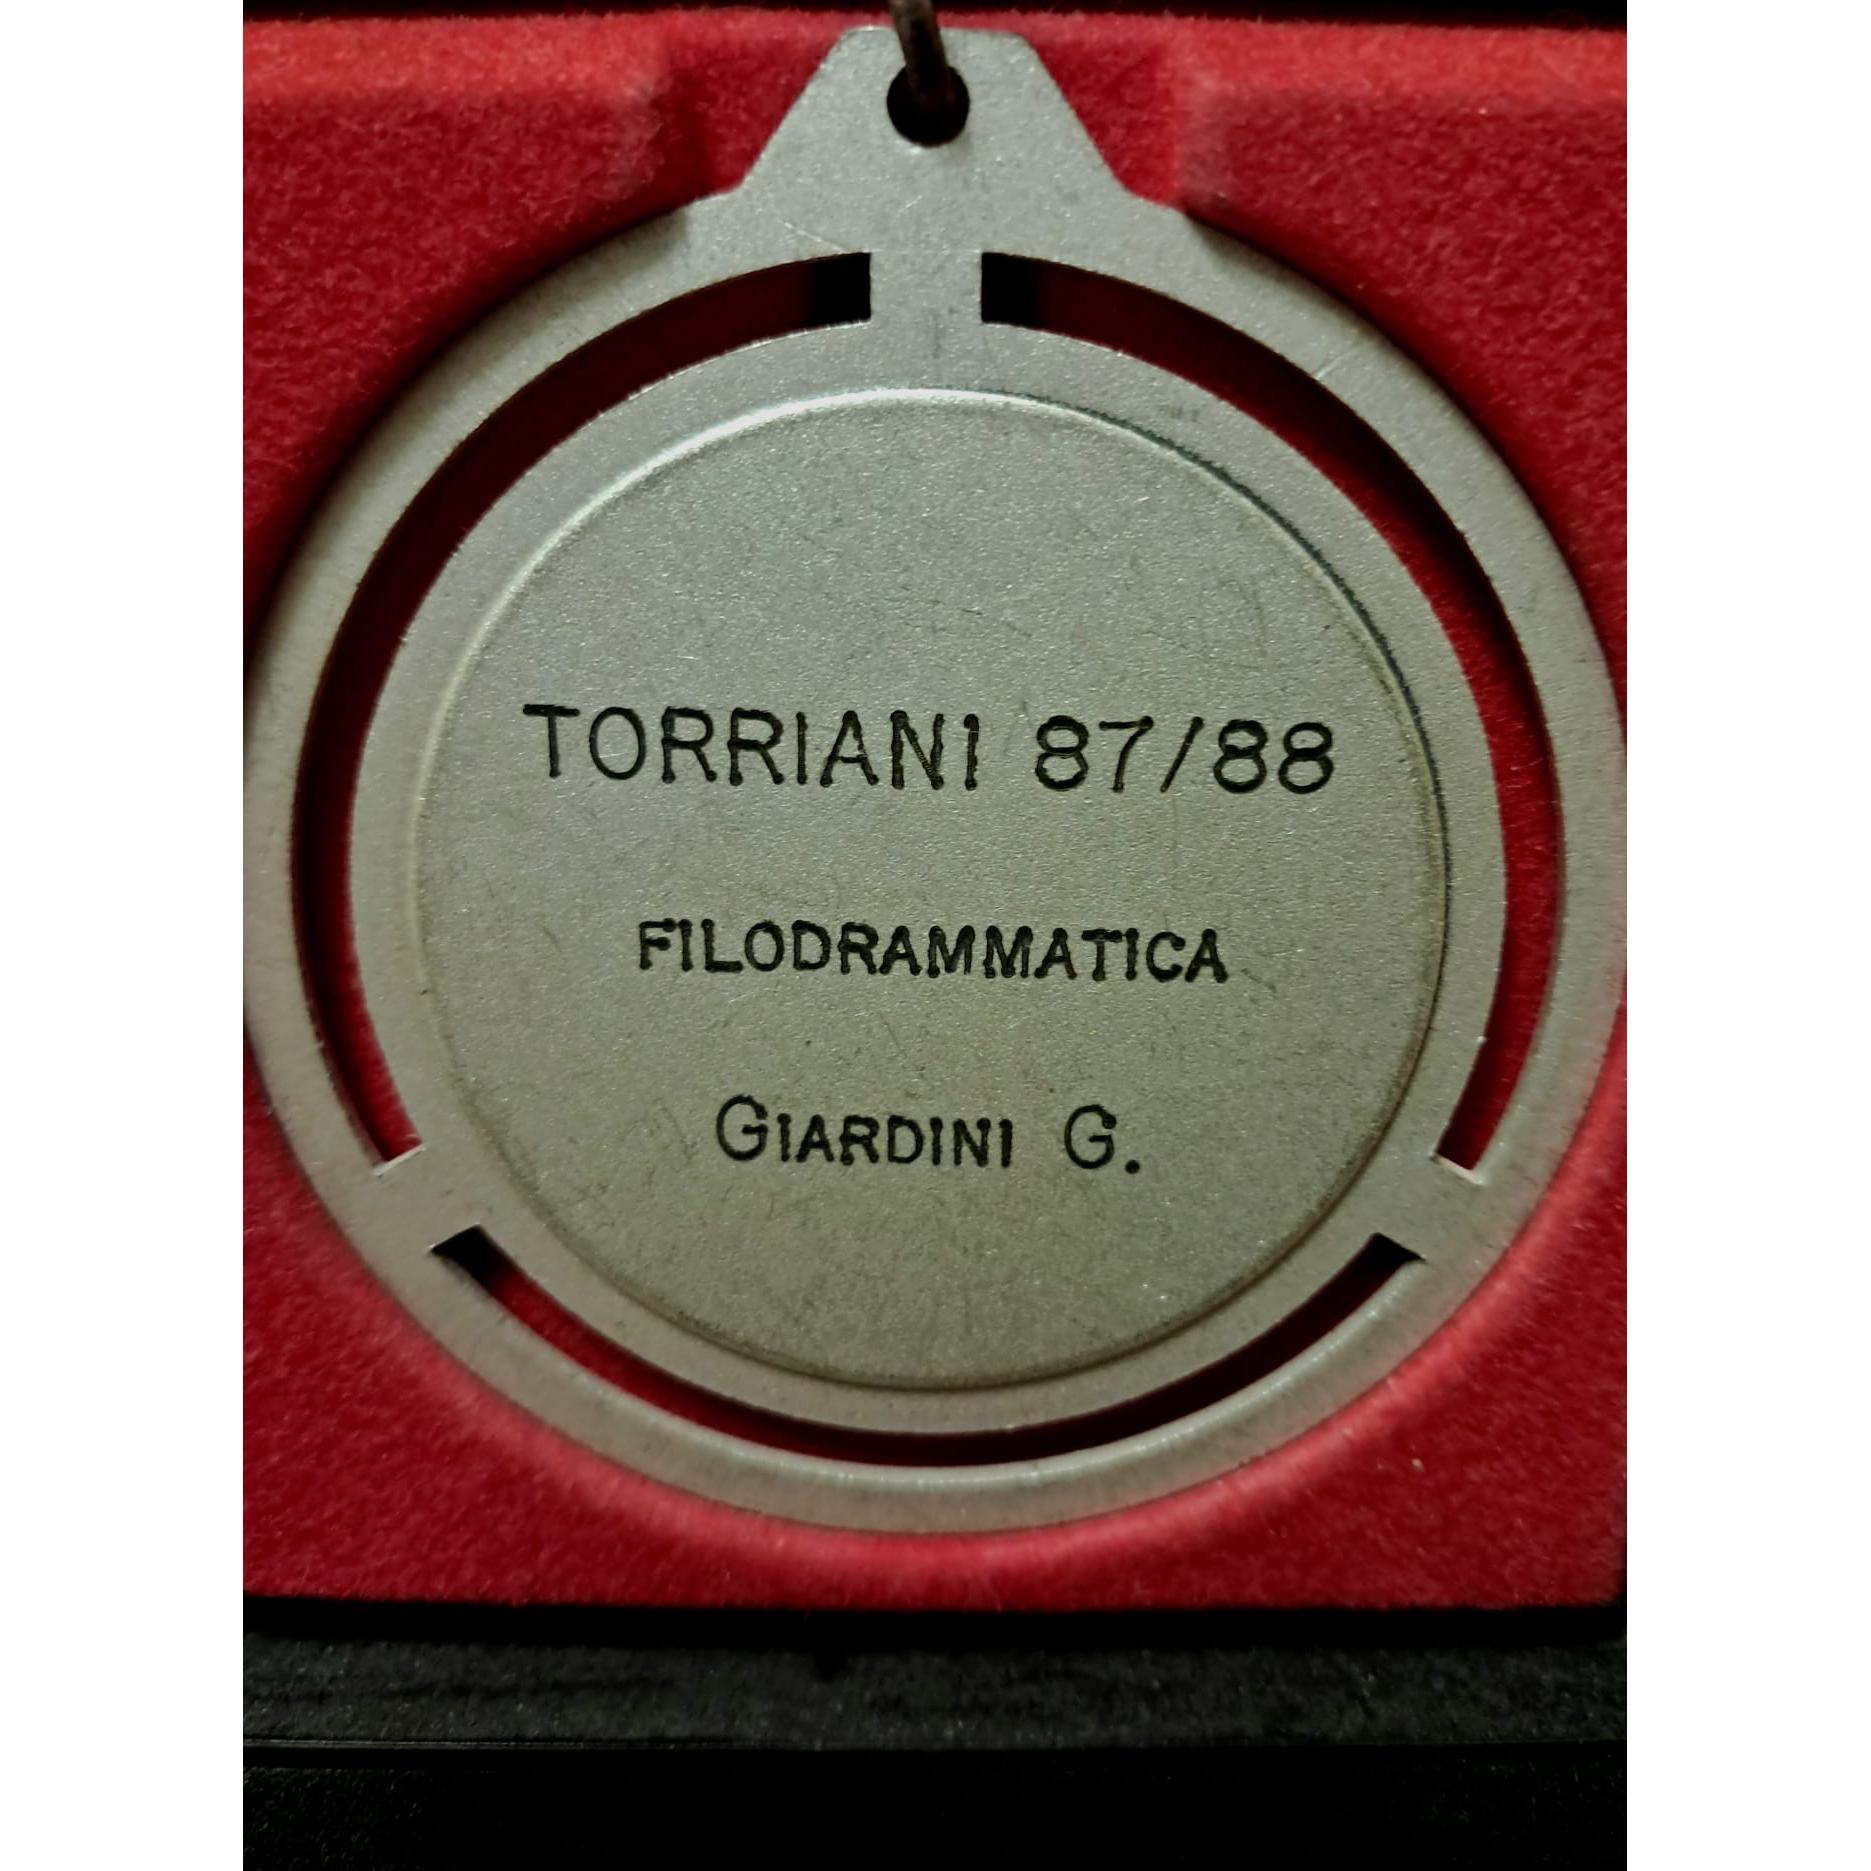 TORRIANI 87/88
FILODRAMMATICA
GIARDINI G.